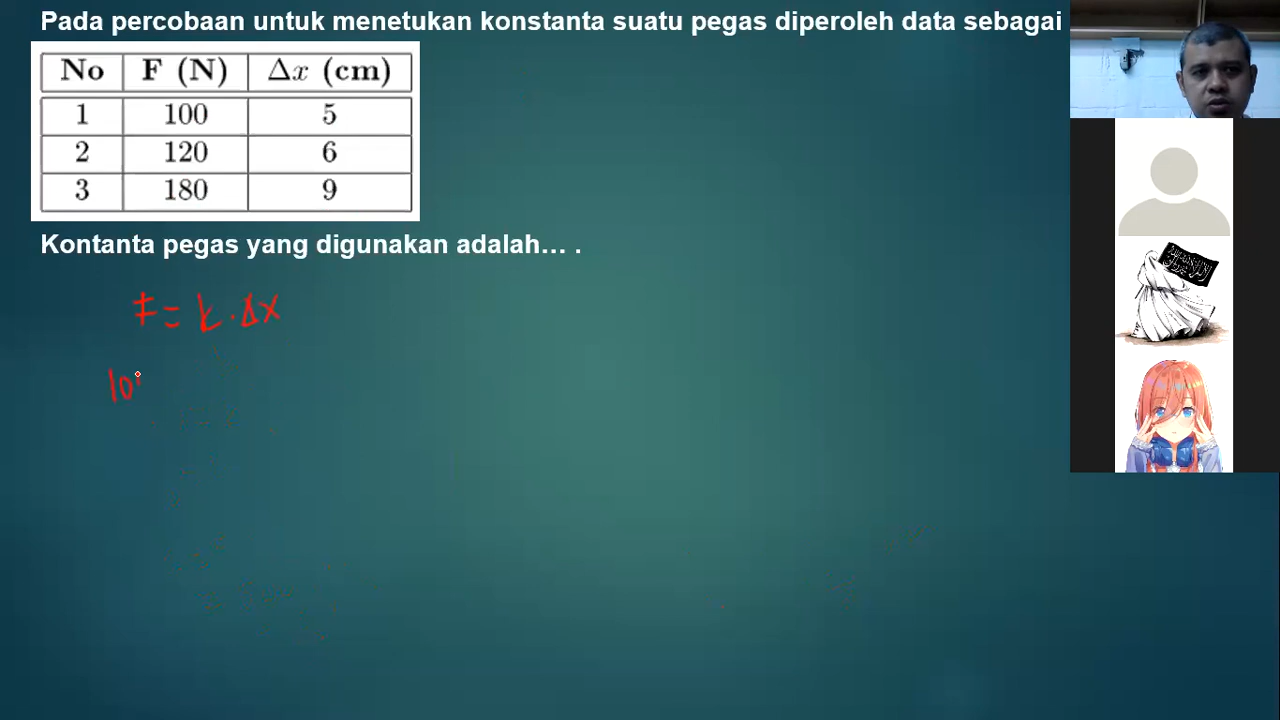 Pada percobaan untuk menetukan konstanta suatu pegas diperoleh data sebagai
No F (N) Δx (cm)
1 100 5
2 120 6
3 180 9
Kontanta pegas yang digunakan adalah… .
F = k . Δx
10